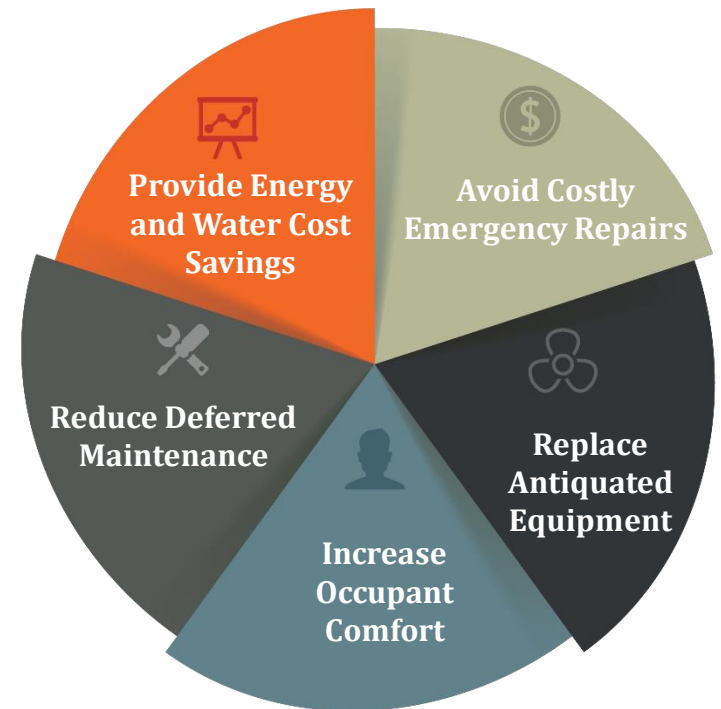 Provide Energy
and Water Cost
Savings
Avoid Costly
Emergency Repairs
$
Replace
Antiquated
Equipment
Increase
Occupant
Comfort
Reduce Deferred
Maintenance